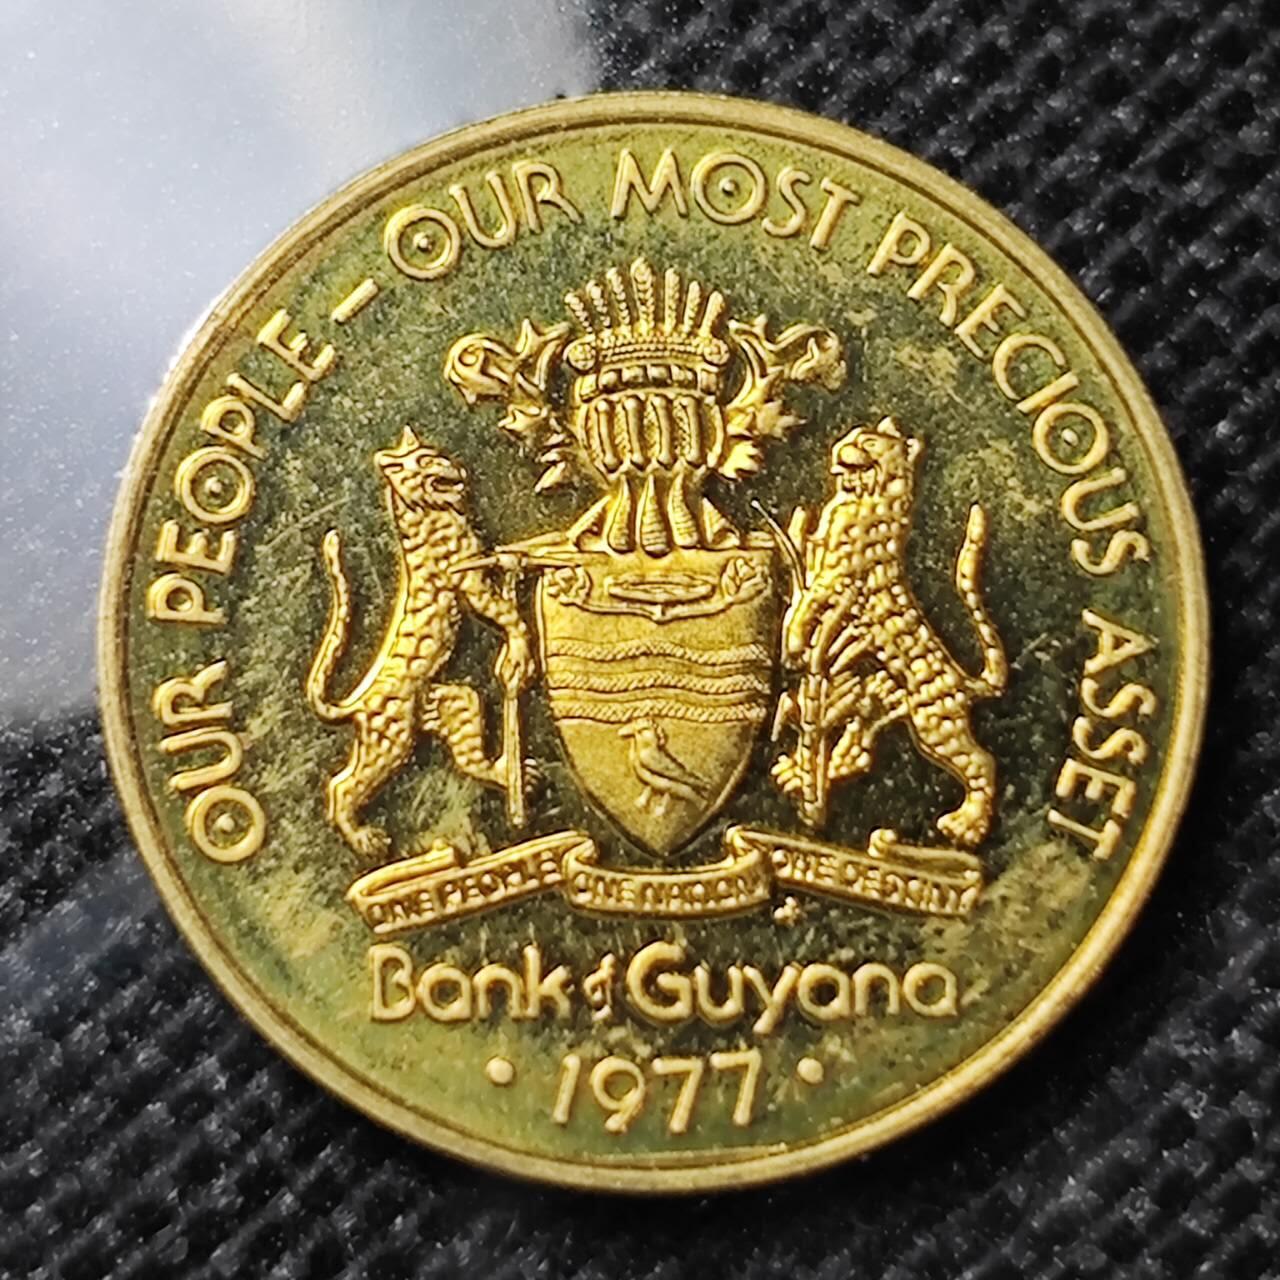 OUR PEOPLE - OUR MOST PRECIOUS ASSET
ONE PEOPLE ONE NATION ONE DESTINY
Bank of Guyana
• 1977 •